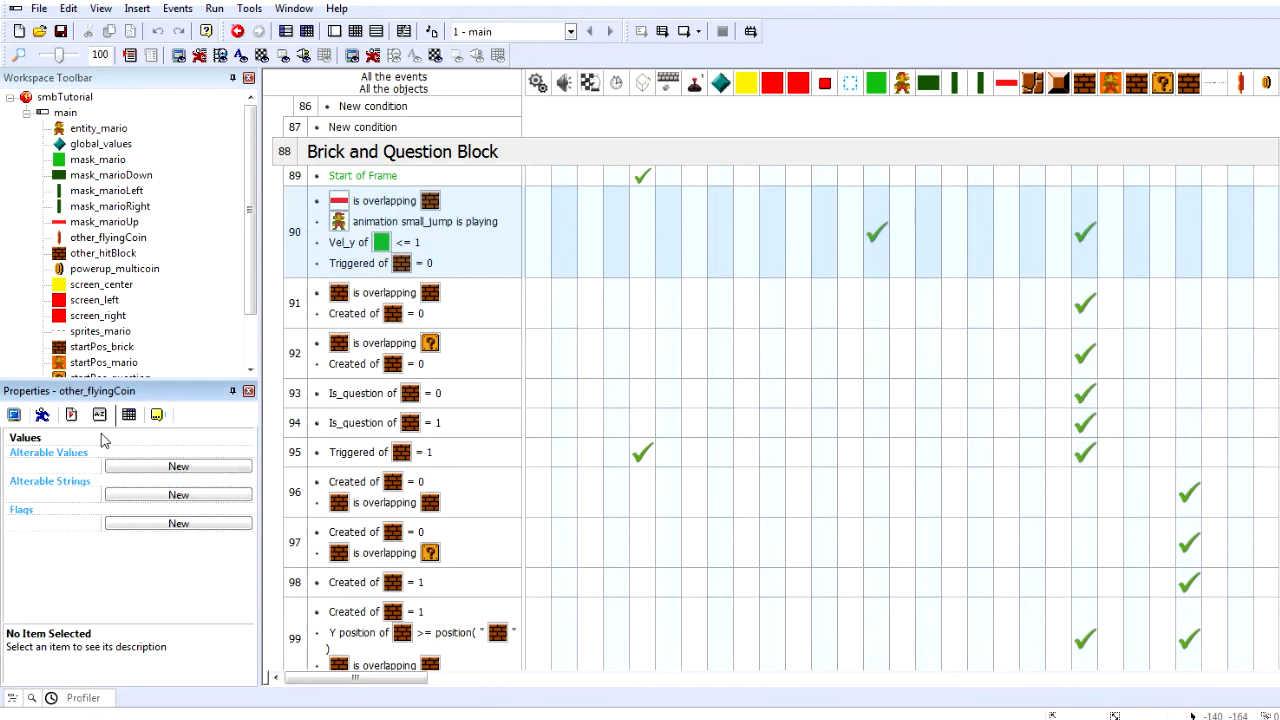 File Edit View Insert Events Run Tools Window Help
1 - main
100
Workspace Toolbar
smbTutorial
main
entity_mario
global_values
mask_mario
mask_marioDown
mask_marioLeft
mask_marioRight
mask_marioUp
other_flyingCoin
other_hitBlock
powerup_mariocoin
screen_center
screen_left
screen_right
sprites_mario
startPos_brick
startPos_mario
Properties - other_flyingCoin
Values
Alterable Values
New
Alterable Strings
New
Flags
New
No Item Selected
Select an item to see its description
Profiler
All the events
All the objects
86 • New condition
87 • New condition
88 Brick and Question Block
89 • Start of Frame
90
• is overlapping
• animation small_jump is playing
• Vel_y of <= 1
• Triggered of = 0
91
• is overlapping
• Created of = 0
92
• is overlapping
• Created of = 0
93 • Is_question of = 0
94 • Is_question of = 1
95 • Triggered of = 1
96
• Created of = 0
• is overlapping
97
• Created of = 0
• is overlapping
98 • Created of = 1
99
• Created of = 1
• Y position of >= position( " "
)
• is overlapping
-140 -164